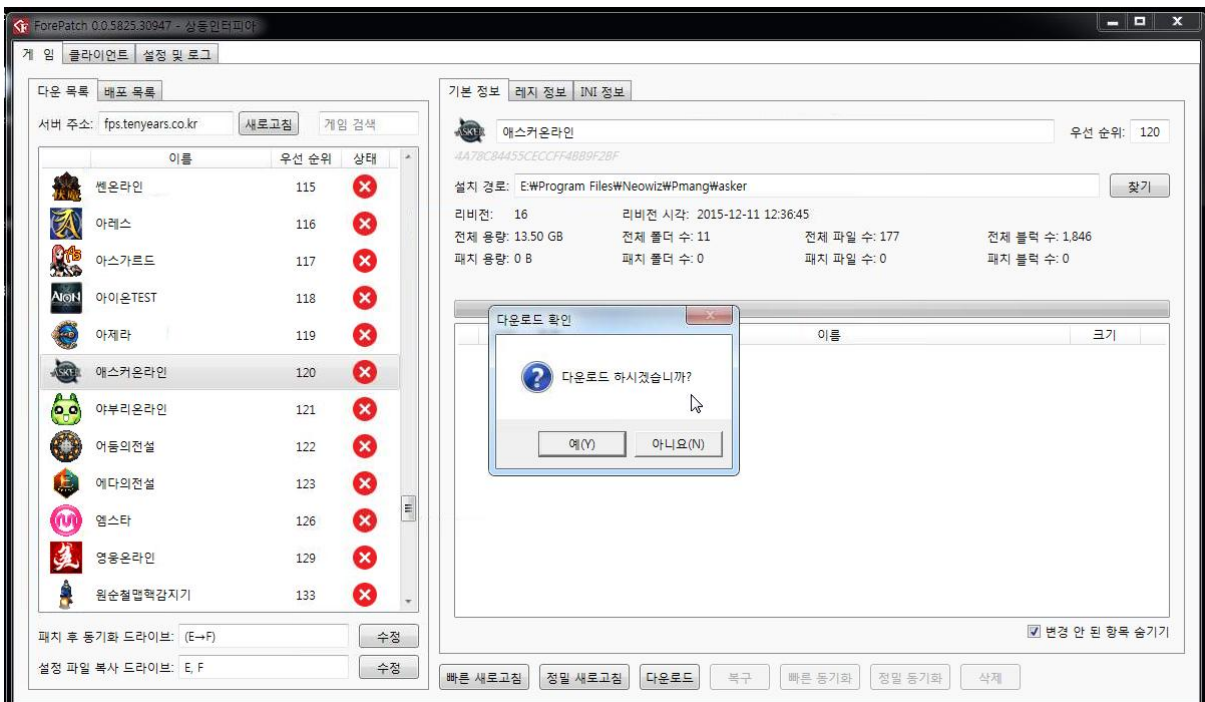 ForePatch 0.0.5825.30947 - 상동인터피아
게 임 클라이언트 설정 및 로그
다운 목록 배포 목록
서버 주소: fps.tenyears.co.kr 새로고침 게임 검색
이름 우선 순위 상태
쎈온라인 115
아레스 116
아스가르드 117
아이온TEST 118
아제라 119
애스커온라인 120
야부리온라인 121
어둠의전설 122
에다의전설 123
엠스타 126
영웅온라인 129
원순철맵핵감지기 133
패치 후 동기화 드라이브: (E→F) 수정
설정 파일 복사 드라이브: E, F 수정
기본 정보 레지 정보 INI 정보
애스커온라인 우선 순위: 120
4A78C84455CECCFF4B89F2BF
설치 경로: E:₩Program Files₩Neowiz₩Pmang₩asker 찾기
리비전: 16 리비전 시각: 2015-12-11 12:36:45
전체 용량: 13.50 GB 전체 폴더 수: 11 전체 파일 수: 177 전체 블럭 수: 1,846
패치 용량: 0 B 패치 폴더 수: 0 패치 파일 수: 0 패치 블럭 수: 0
이름 크기
다운로드 확인
다운로드 하시겠습니까?
예(Y) 아니요(N)
변경 안 된 항목 숨기기
빠른 새로고침 정밀 새로고침 다운로드 복구 빠른 동기화 정밀 동기화 삭제